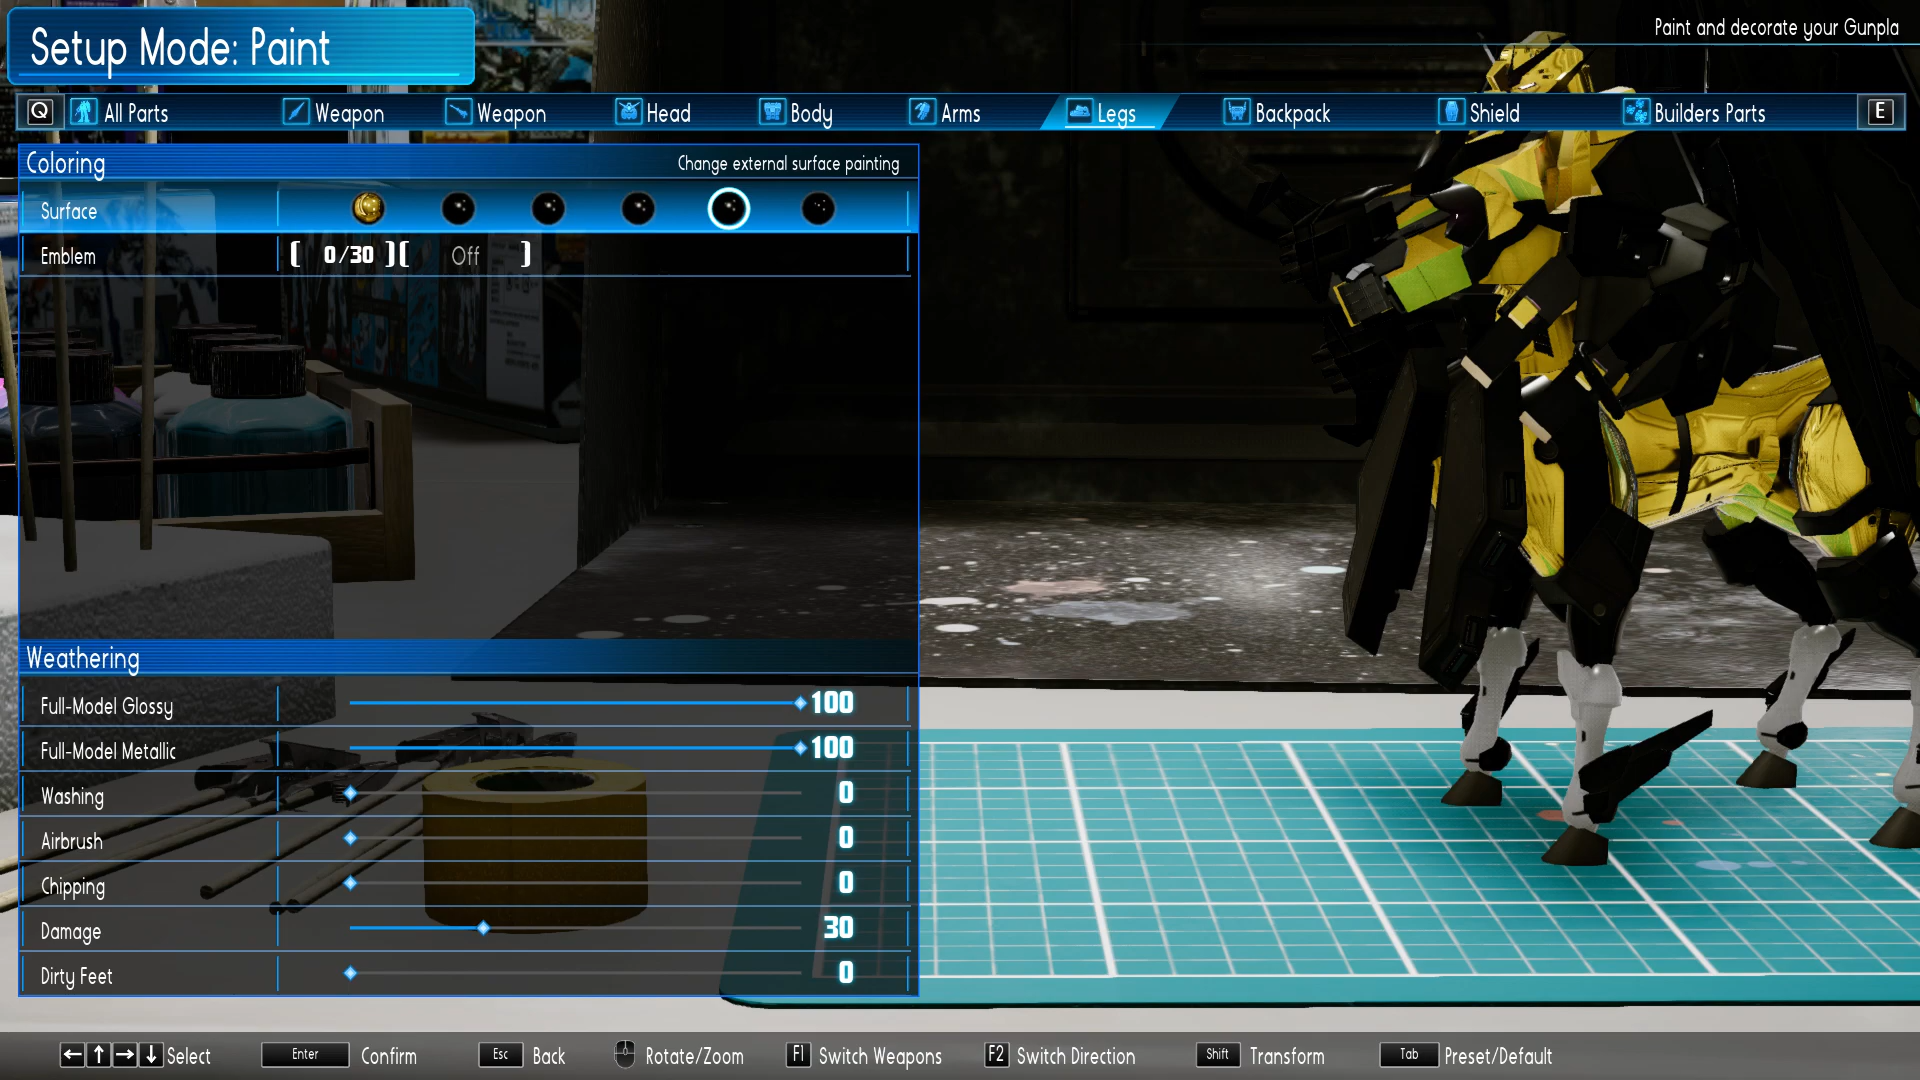 Setup Mode: Paint
Paint and decorate your Gunpla
Q All Parts Weapon Weapon Head Body Arms Legs Backpack Shield Builders Parts E
Coloring Change external surface painting
Surface
Emblem [ 0/30 ][ Off ]
Weathering
Full-Model Glossy 100
Full-Model Metallic 100
Washing 0
Airbrush 0
Chipping 0
Damage 30
Dirty Feet 0
←↑→↓ Select Enter Confirm Esc Back Rotate/Zoom F1 Switch Weapons F2 Switch Direction Shift Transform Tab Preset/Default